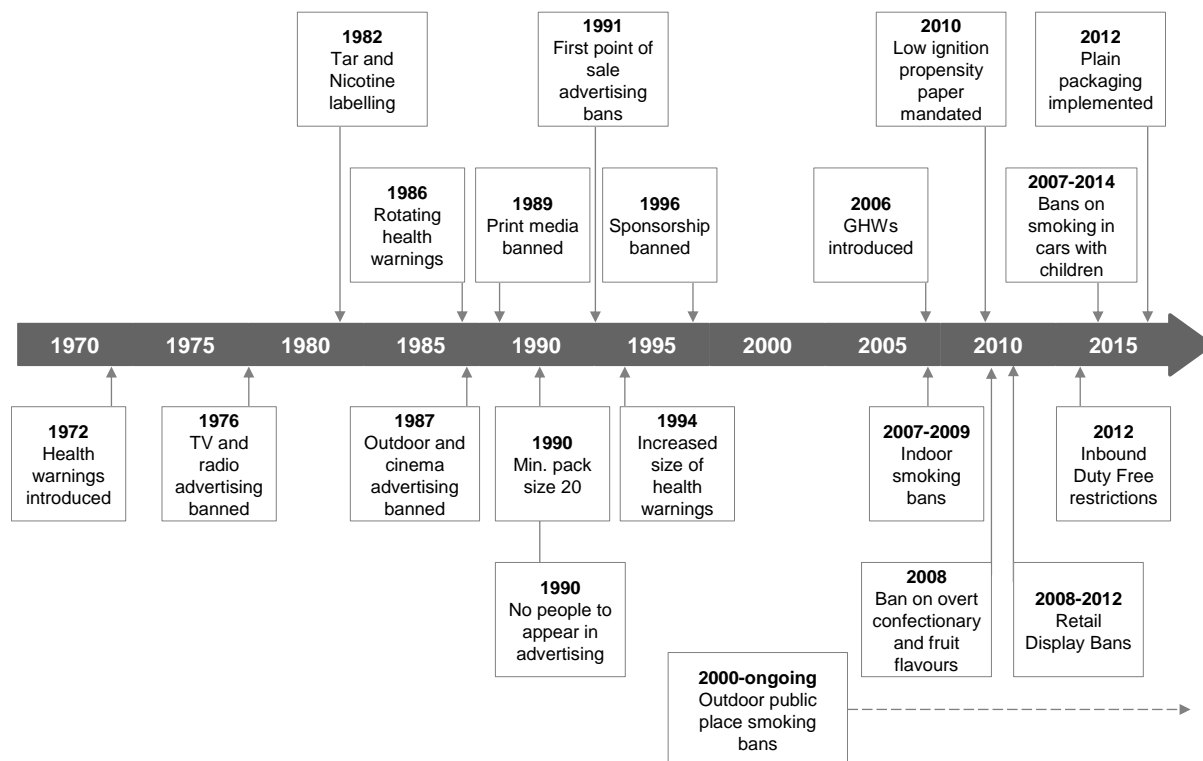 1982
Tar and
Nicotine
labelling
1991
First point of
sale
advertising
bans
2010
Low ignition
propensity
paper
mandated
2012
Plain
packaging
implemented
1986
Rotating
health
warnings
1989
Print media
banned
1996
Sponsorship
banned
2006
GHWs
introduced
2007-2014
Bans on
smoking in
cars with
children
1970 1975 1980 1985 1990 1995 2000 2005 2010 2015
1972
Health
warnings
introduced
1976
TV and
radio
advertising
banned
1987
Outdoor and
cinema
advertising
banned
1990
Min. pack
size 20
1994
Increased
size of
health
warnings
2007-2009
Indoor
smoking
bans
2012
Inbound
Duty Free
restrictions
1990
No people to
appear in
advertising
2008
Ban on overt
confectionary
and fruit
flavours
2008-2012
Retail
Display Bans
2000-ongoing
Outdoor public
place smoking
bans